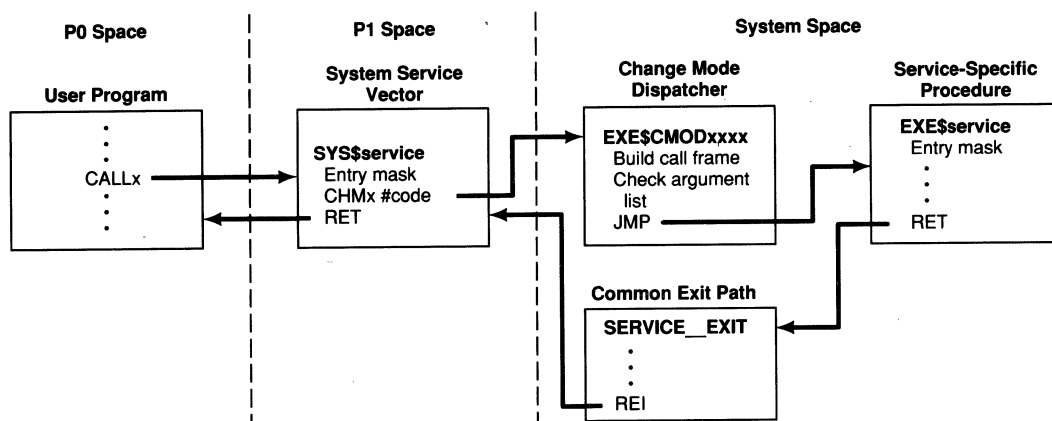 P0 Space
P1 Space
System Space
User Program
CALLx
System Service
Vector
SYS$service
Entry mask
CHMx #code
RET
Change Mode
Dispatcher
EXE$CMODxxxx
Build call frame
Check argument
list
JMP
Service-Specific
Procedure
EXE$service
Entry mask
RET
Common Exit Path
SERVICE__EXIT
REI